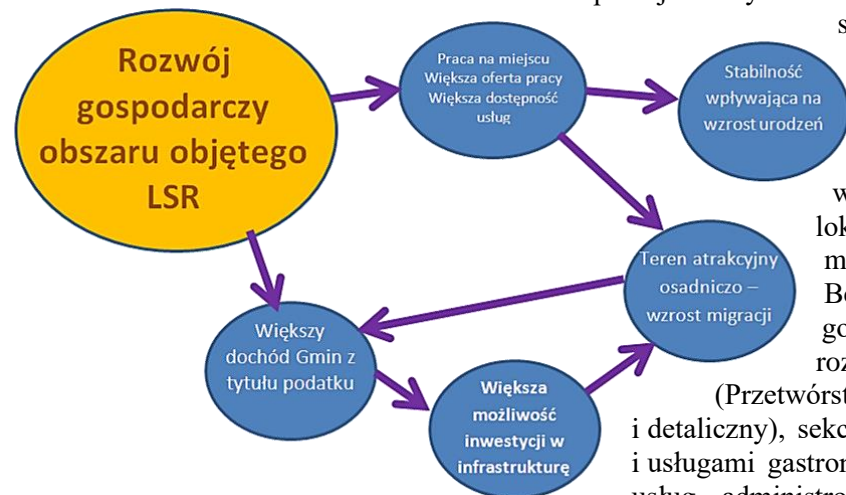 Rozwój
gospodarczy
obszaru objętego
LSR
Praca na miejscu
Większa oferta pracy
Większa dostępność
usług
Stabilność
wpływająca na
wzrost urodzeń
Teren atrakcyjny
osadniczo –
wzrost migracji
Większy
dochód Gmin z
tytułu podatku
Większa
możliwość
inwestycji w
infrastrukturę
s
w
lok
m
go
roz
(Przetwórst
i detaliczny), sekc
i usługami gastron